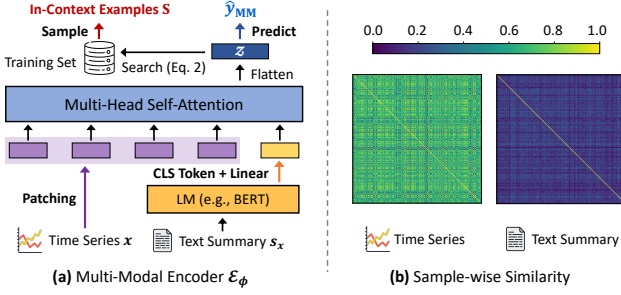 In-Context Examples S
ŷMM
Sample
Predict
z
Training Set
Search (Eq. 2)
Flatten
Multi-Head Self-Attention
Patching
CLS Token + Linear
LM (e.g., BERT)
Time Series x
Text Summary sx
(a) Multi-Modal Encoder ℰϕ
0.0 0.2 0.4 0.6 0.8 1.0
Time Series
Text Summary
(b) Sample-wise Similarity